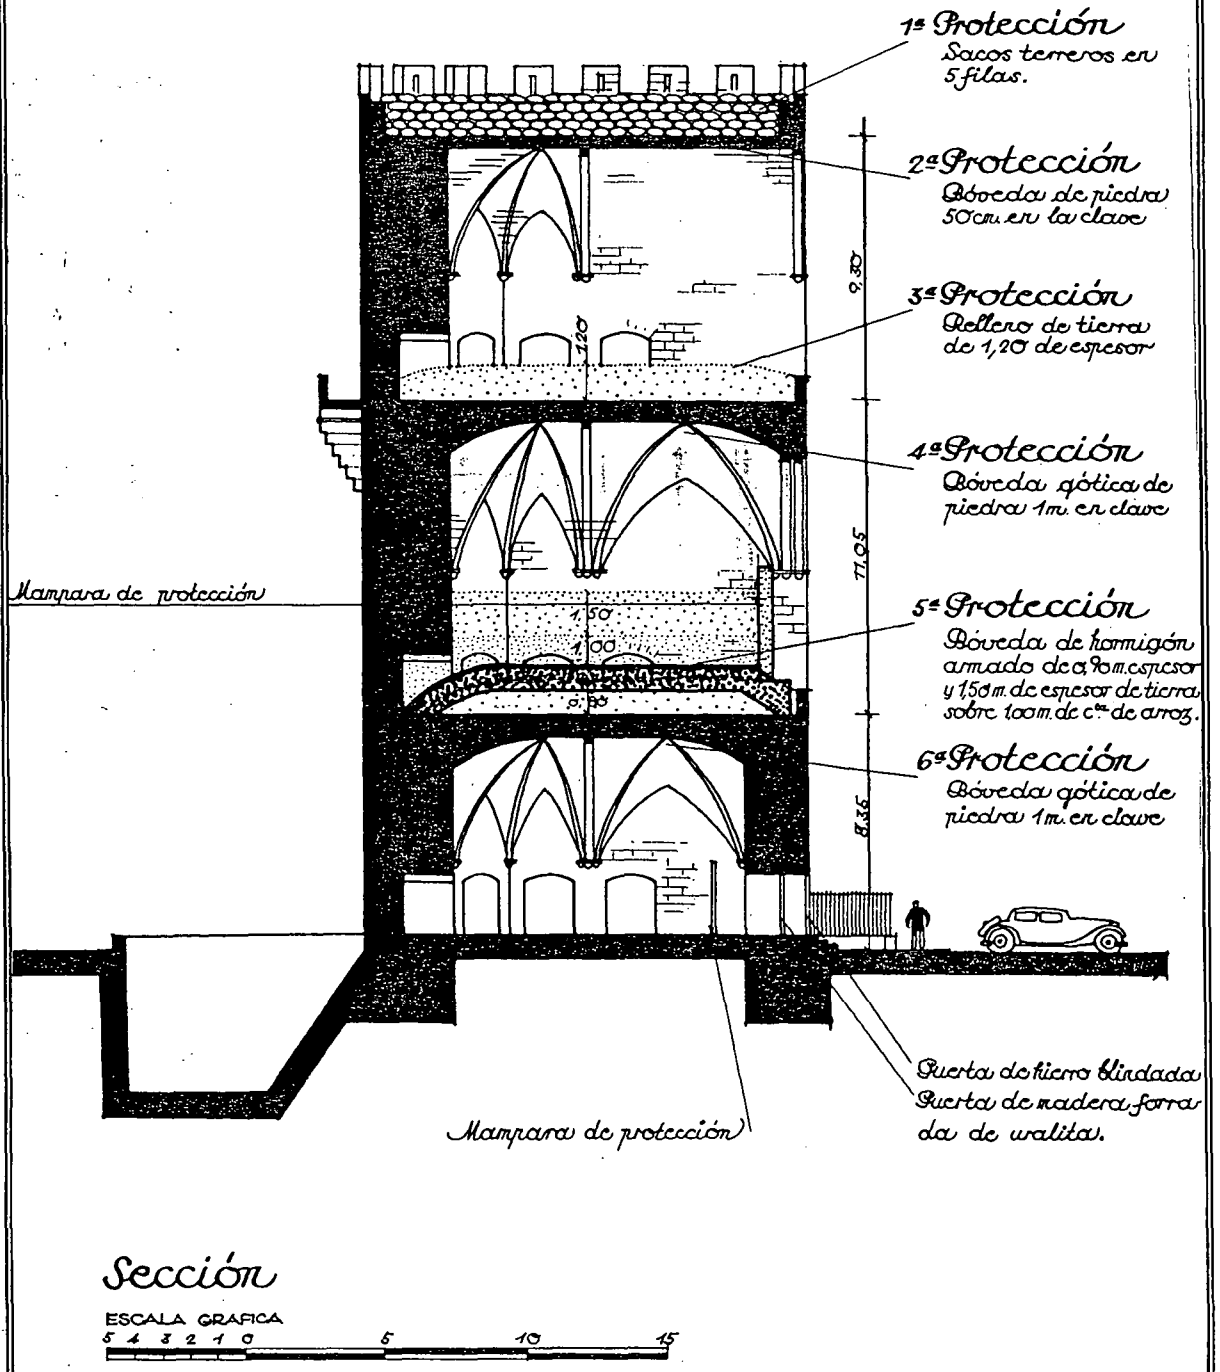 1ª Protección
Sacos terreros en
5 filas.
2ª Protección
Bóveda de piedra
50 cm. en la clave
3ª Protección
Relleno de tierra
de 1,20 de espesor
4ª Protección
Bóveda gótica de
piedra 1 m. en clave
5ª Protección
Bóveda de hormigón
armado de 0,90 m. espesor
y 1,50 m. de espesor de tierra
sobre 1,00 m. de c.ª de arroz.
6ª Protección
Bóveda gótica de
piedra 1 m. en clave
9,30
11,05
8,35
1,20
1,50
1,00
0,90
Mampara de protección
Puerta de hierro blindada
Puerta de madera forra
da de uralita.
Mampara de protección
Sección
ESCALA GRAFICA
5 4 3 2 1 0 5 10 15